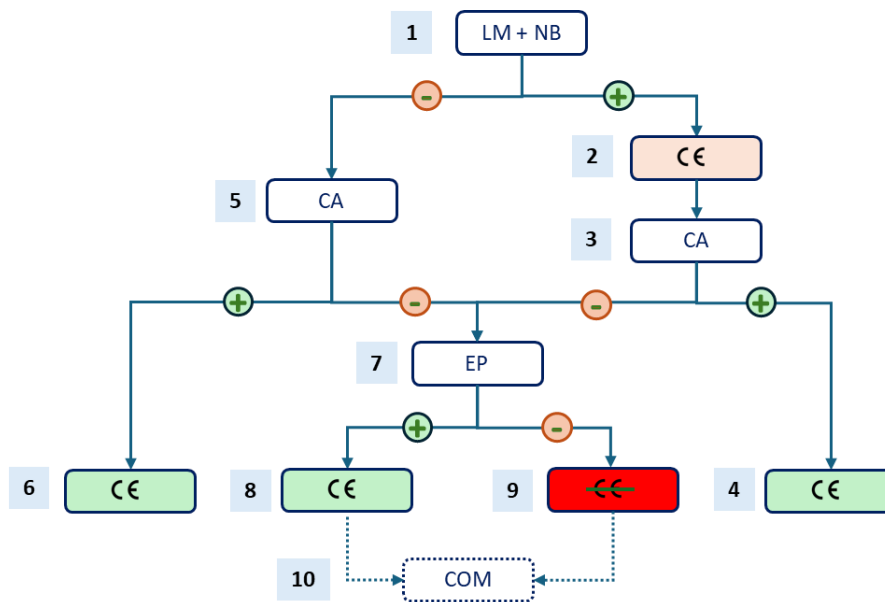 1 LM + NB
- +
2 CE
5 CA
3 CA
+ - - +
7 EP
+ -
6 CE
8 CE
9 CE
4 CE
10 COM